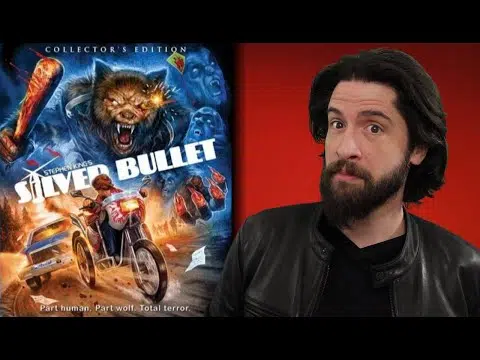 COLLECTOR'S EDITION
STEPHEN KING'S
SILVER BULLET
Part human. Part wolf. Total terror.